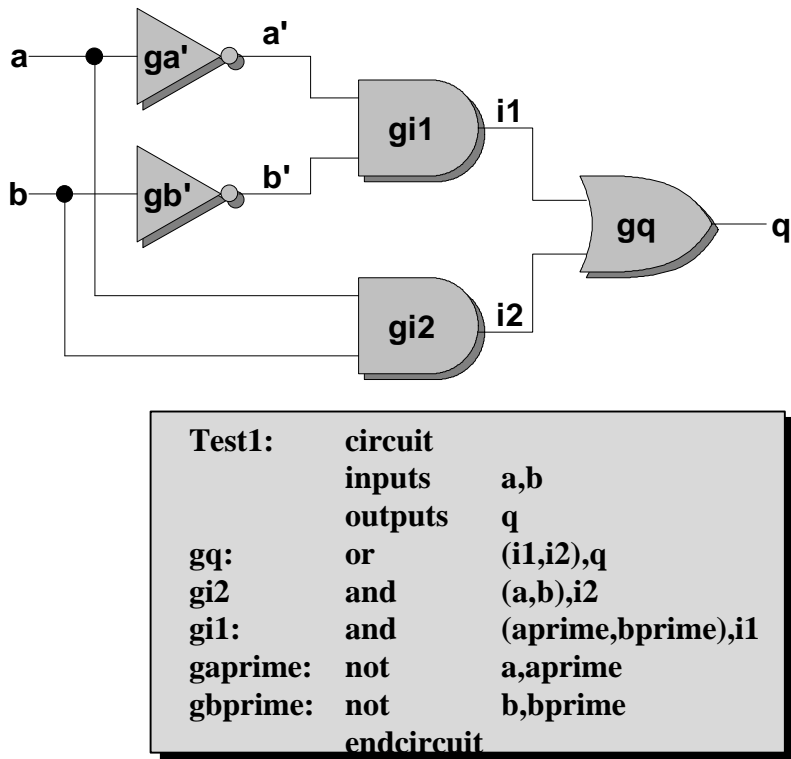 a
ga'
a'
gi1
i1
b
gb'
b'
gq
q
gi2
i2
Test1: circuit
inputs a,b
outputs q
gq: or (i1,i2),q
gi2 and (a,b),i2
gi1: and (aprime,bprime),i1
gaprime: not a,aprime
gbprime: not b,bprime
endcircuit